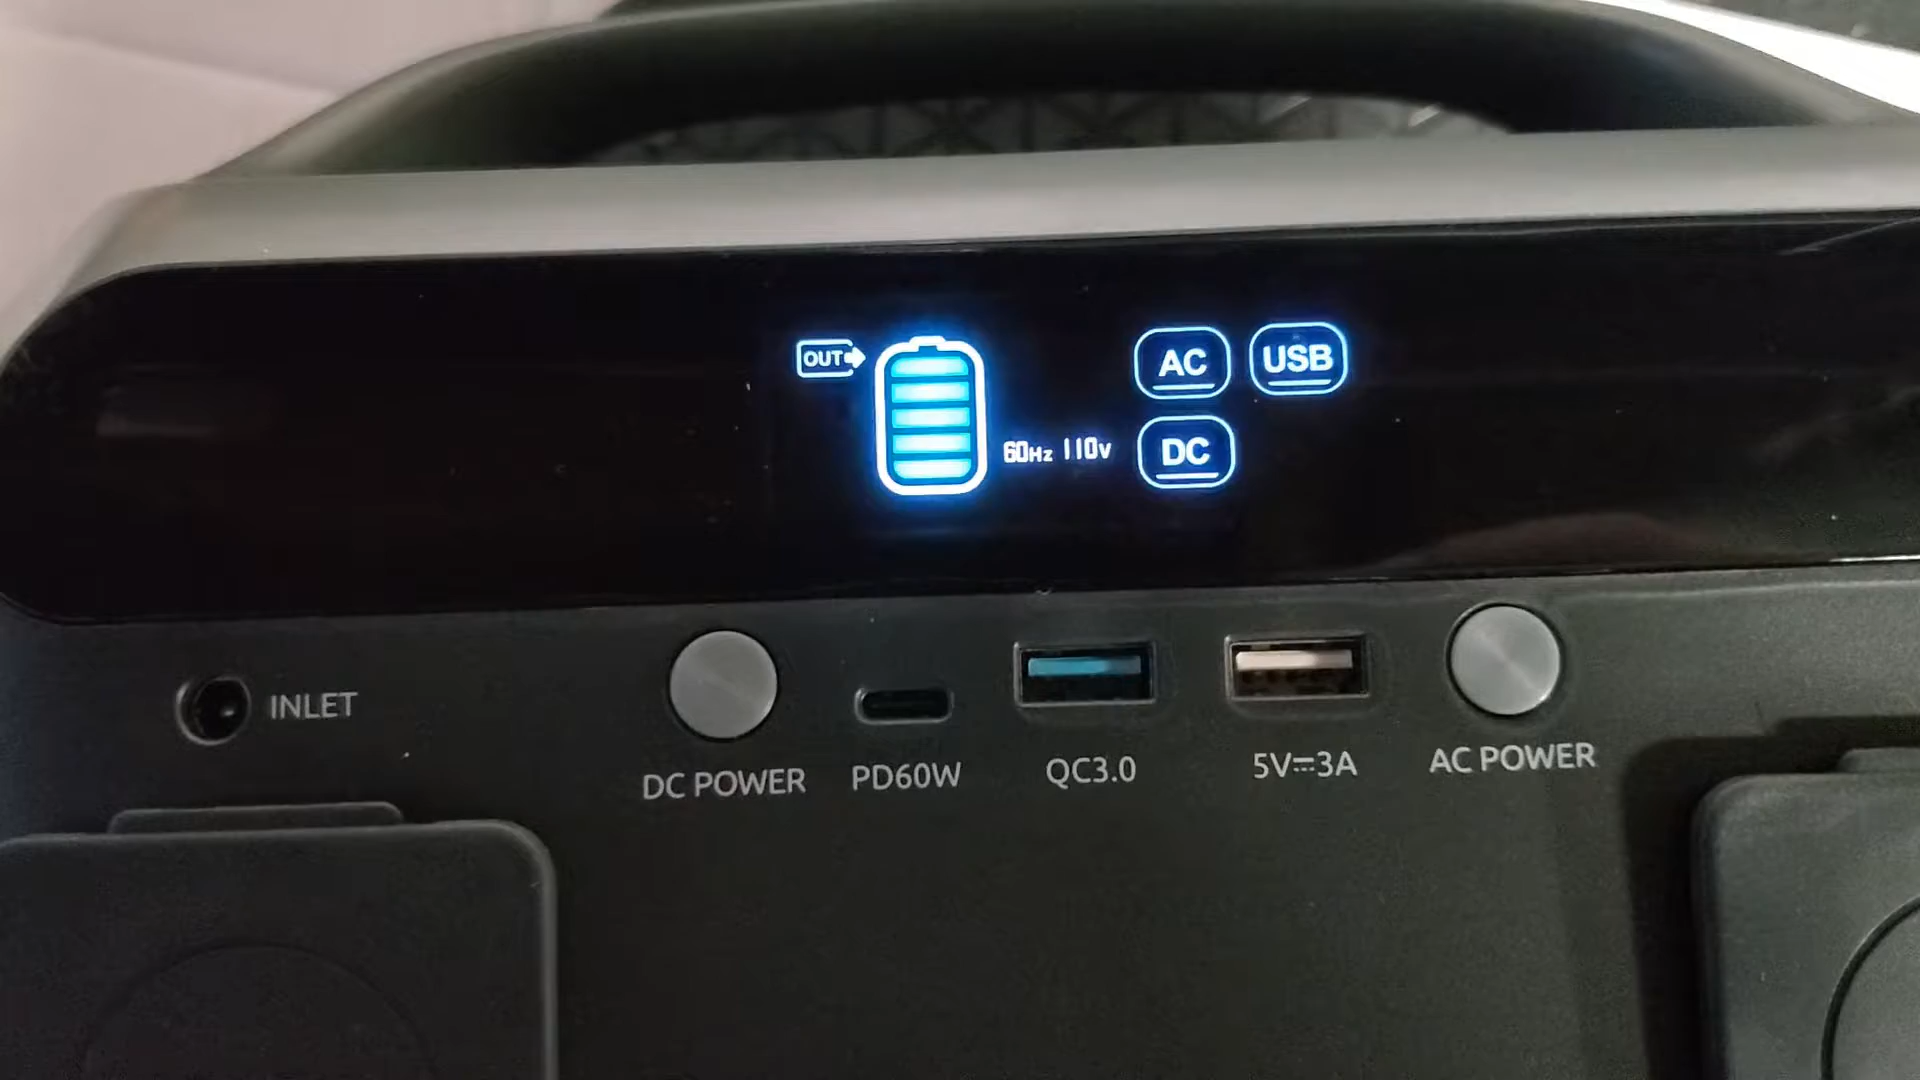 OUT
AC
USB
60Hz 110V
DC
INLET
DC POWER
PD60W
QC3.0
5V⎓3A
AC POWER